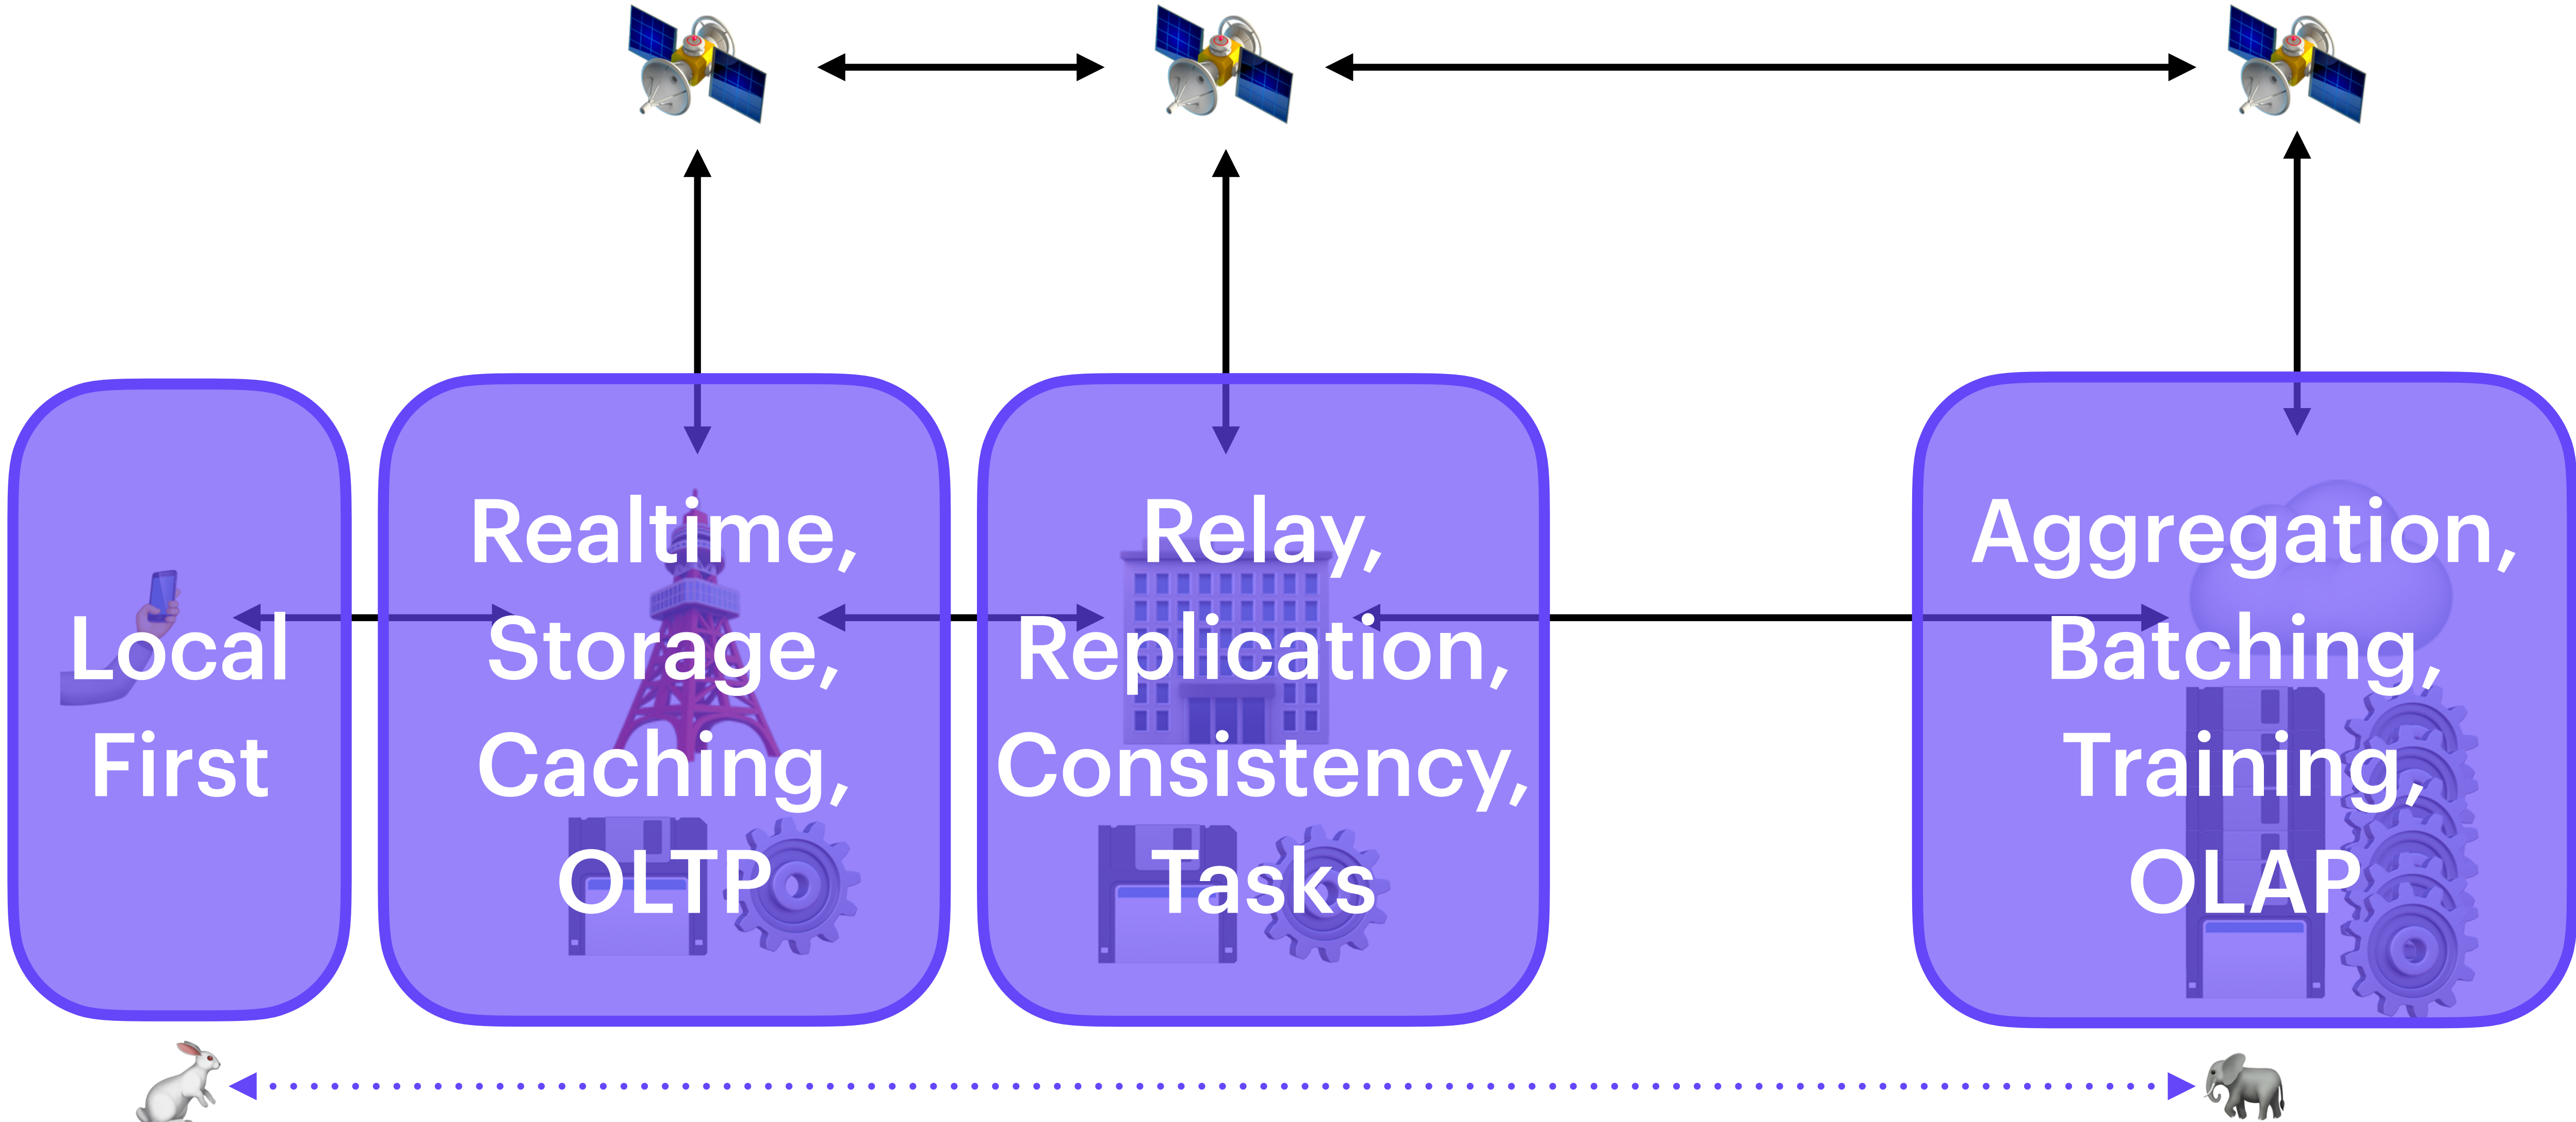 Local
First
Realtime,
Storage,
Caching,
OLTP
Relay,
Replication,
Consistency,
Tasks
Aggregation,
Batching,
Training,
OLAP